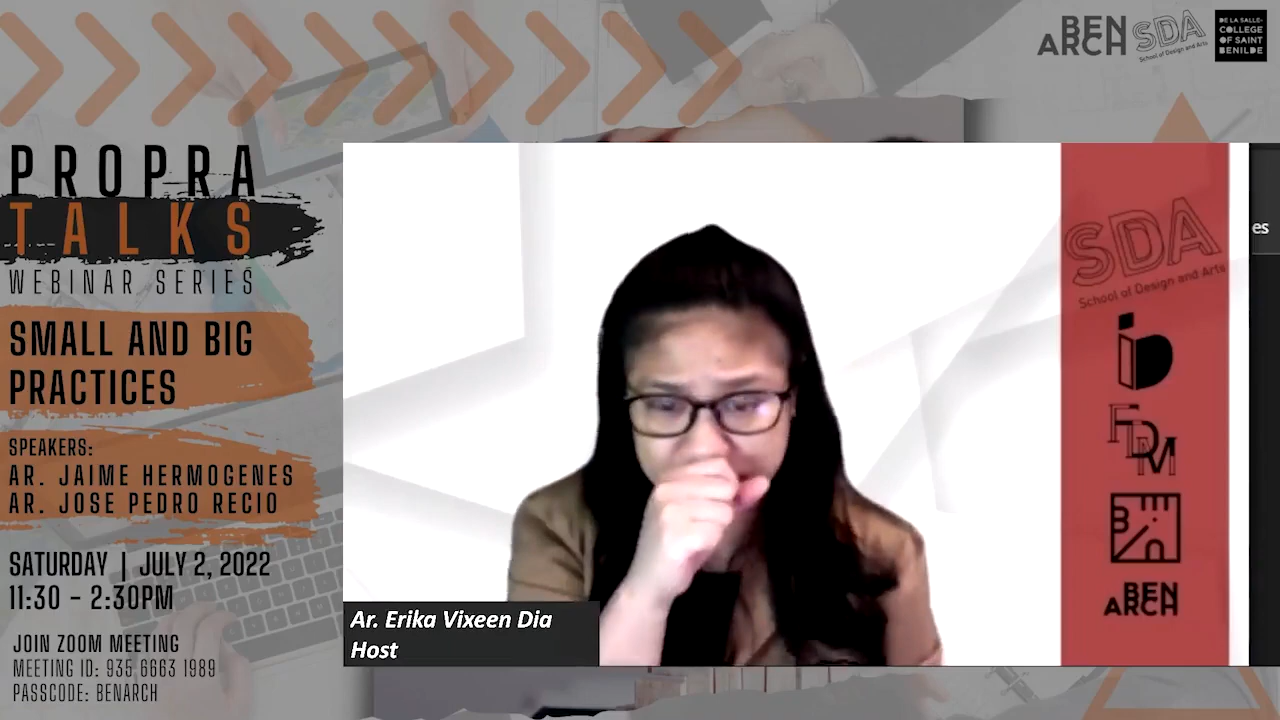 BEN
ARCH
SDA
School of Design and Arts
DE LA SALLE-
COLLEGE
OF SAINT
BENILDE
PROPRA
TALKS
WEBINAR SERIES
SMALL AND BIG
PRACTICES
SPEAKERS:
AR. JAIME HERMOGENES
AR. JOSE PEDRO RECIO
SATURDAY | JULY 2, 2022
11:30 - 2:30PM
JOIN ZOOM MEETING
MEETING ID: 935 6663 1989
PASSCODE: BENARCH
Ar. Erika Vixeen Dia
Host
SDA
School of Design and Arts
iD
FDM
BEN
ARCH
es